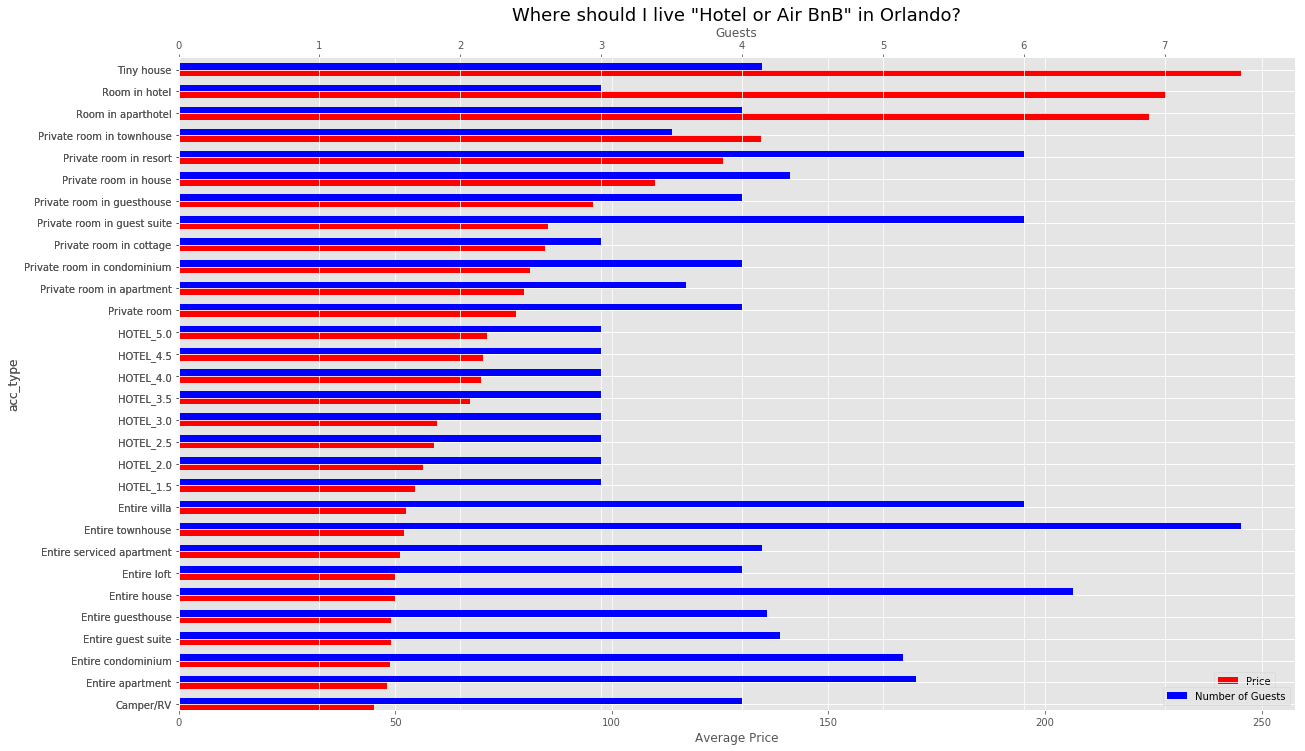 Where should I live "Hotel or Air BnB" in Orlando?
Guests
0 1 2 3 4 5 6 7
Tiny house
Room in hotel
Room in aparthotel
Private room in townhouse
Private room in resort
Private room in house
Private room in guesthouse
Private room in guest suite
Private room in cottage
Private room in condominium
Private room in apartment
Private room
HOTEL_5.0
HOTEL_4.5
HOTEL_4.0
HOTEL_3.5
HOTEL_3.0
HOTEL_2.5
HOTEL_2.0
HOTEL_1.5
Entire villa
Entire townhouse
Entire serviced apartment
Entire loft
Entire house
Entire guesthouse
Entire guest suite
Entire condominium
Entire apartment
Camper/RV
acc_type
Price
Number of Guests
0 50 100 150 200 250
Average Price